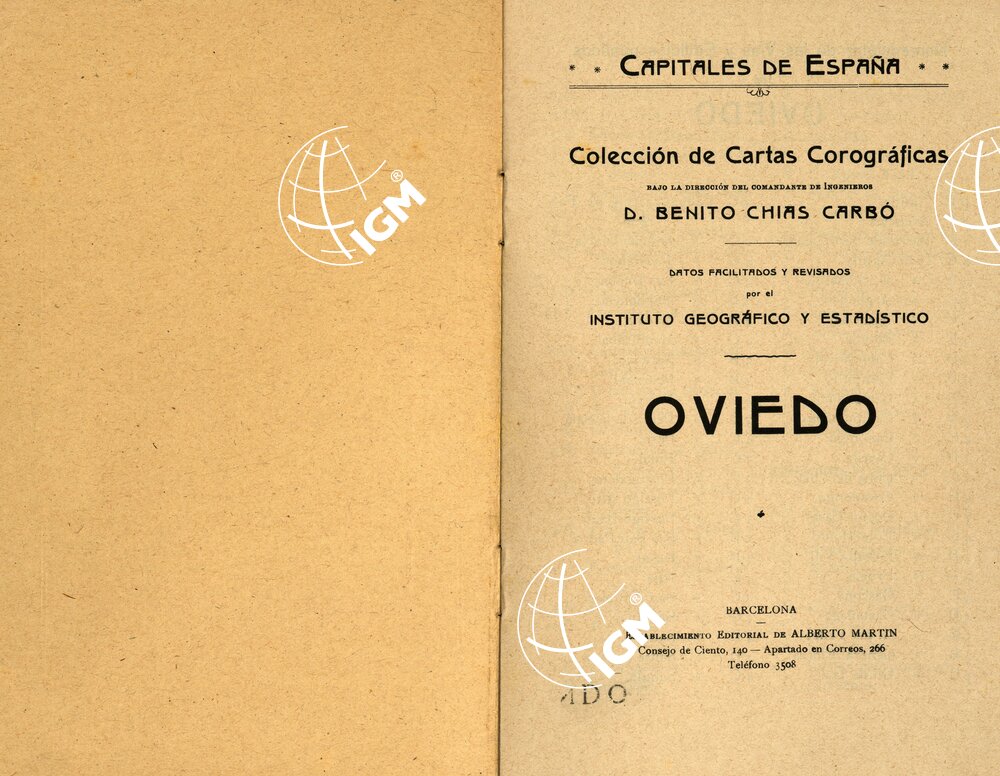 * * CAPITALES DE ESPAÑA * *
Colección de Cartas Corográficas
BAJO LA DIRECCIÓN DEL COMANDANTE DE INGENIEROS
D. BENITO CHIAS CARBÓ
DATOS FACILITADOS Y REVISADOS
por el
INSTITUTO GEOGRÁFICO Y ESTADÍSTICO
OVIEDO
BARCELONA
ESTABLECIMIENTO EDITORIAL DE ALBERTO MARTIN
Consejo de Ciento, 140 — Apartado en Correos, 266
Teléfono 3508
IGM®
IGM®